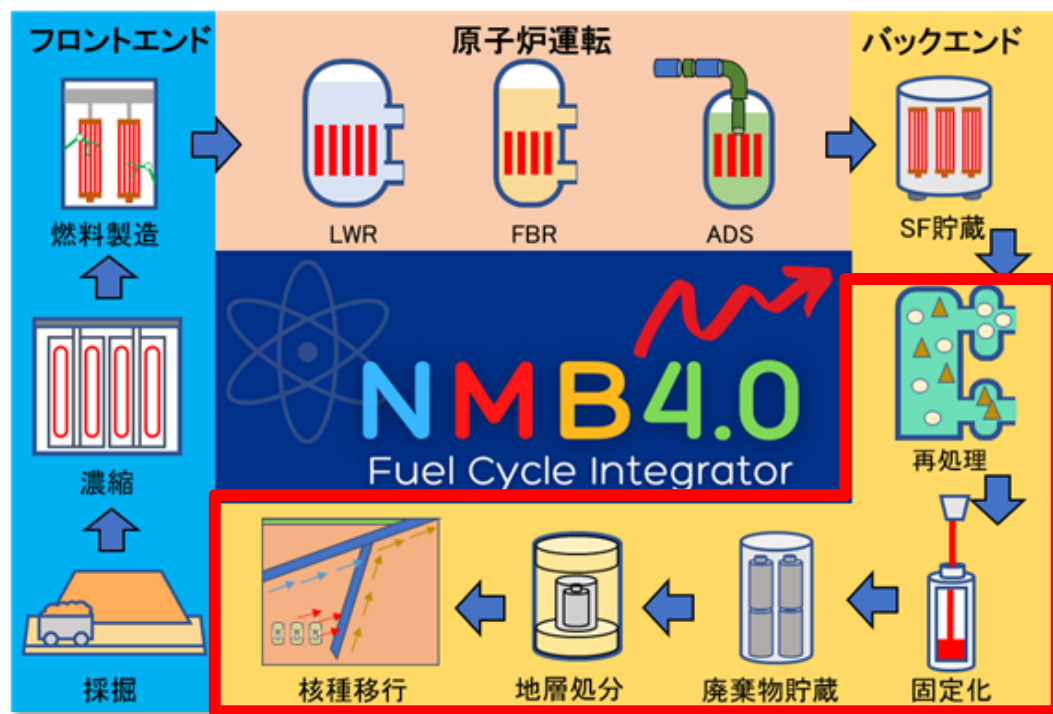 フロントエンド
原子炉運転
バックエンド
燃料製造
LWR
FBR
ADS
SF貯蔵
濃縮
NMB4.0
Fuel Cycle Integrator
再処理
採掘
核種移行
地層処分
廃棄物貯蔵
固定化